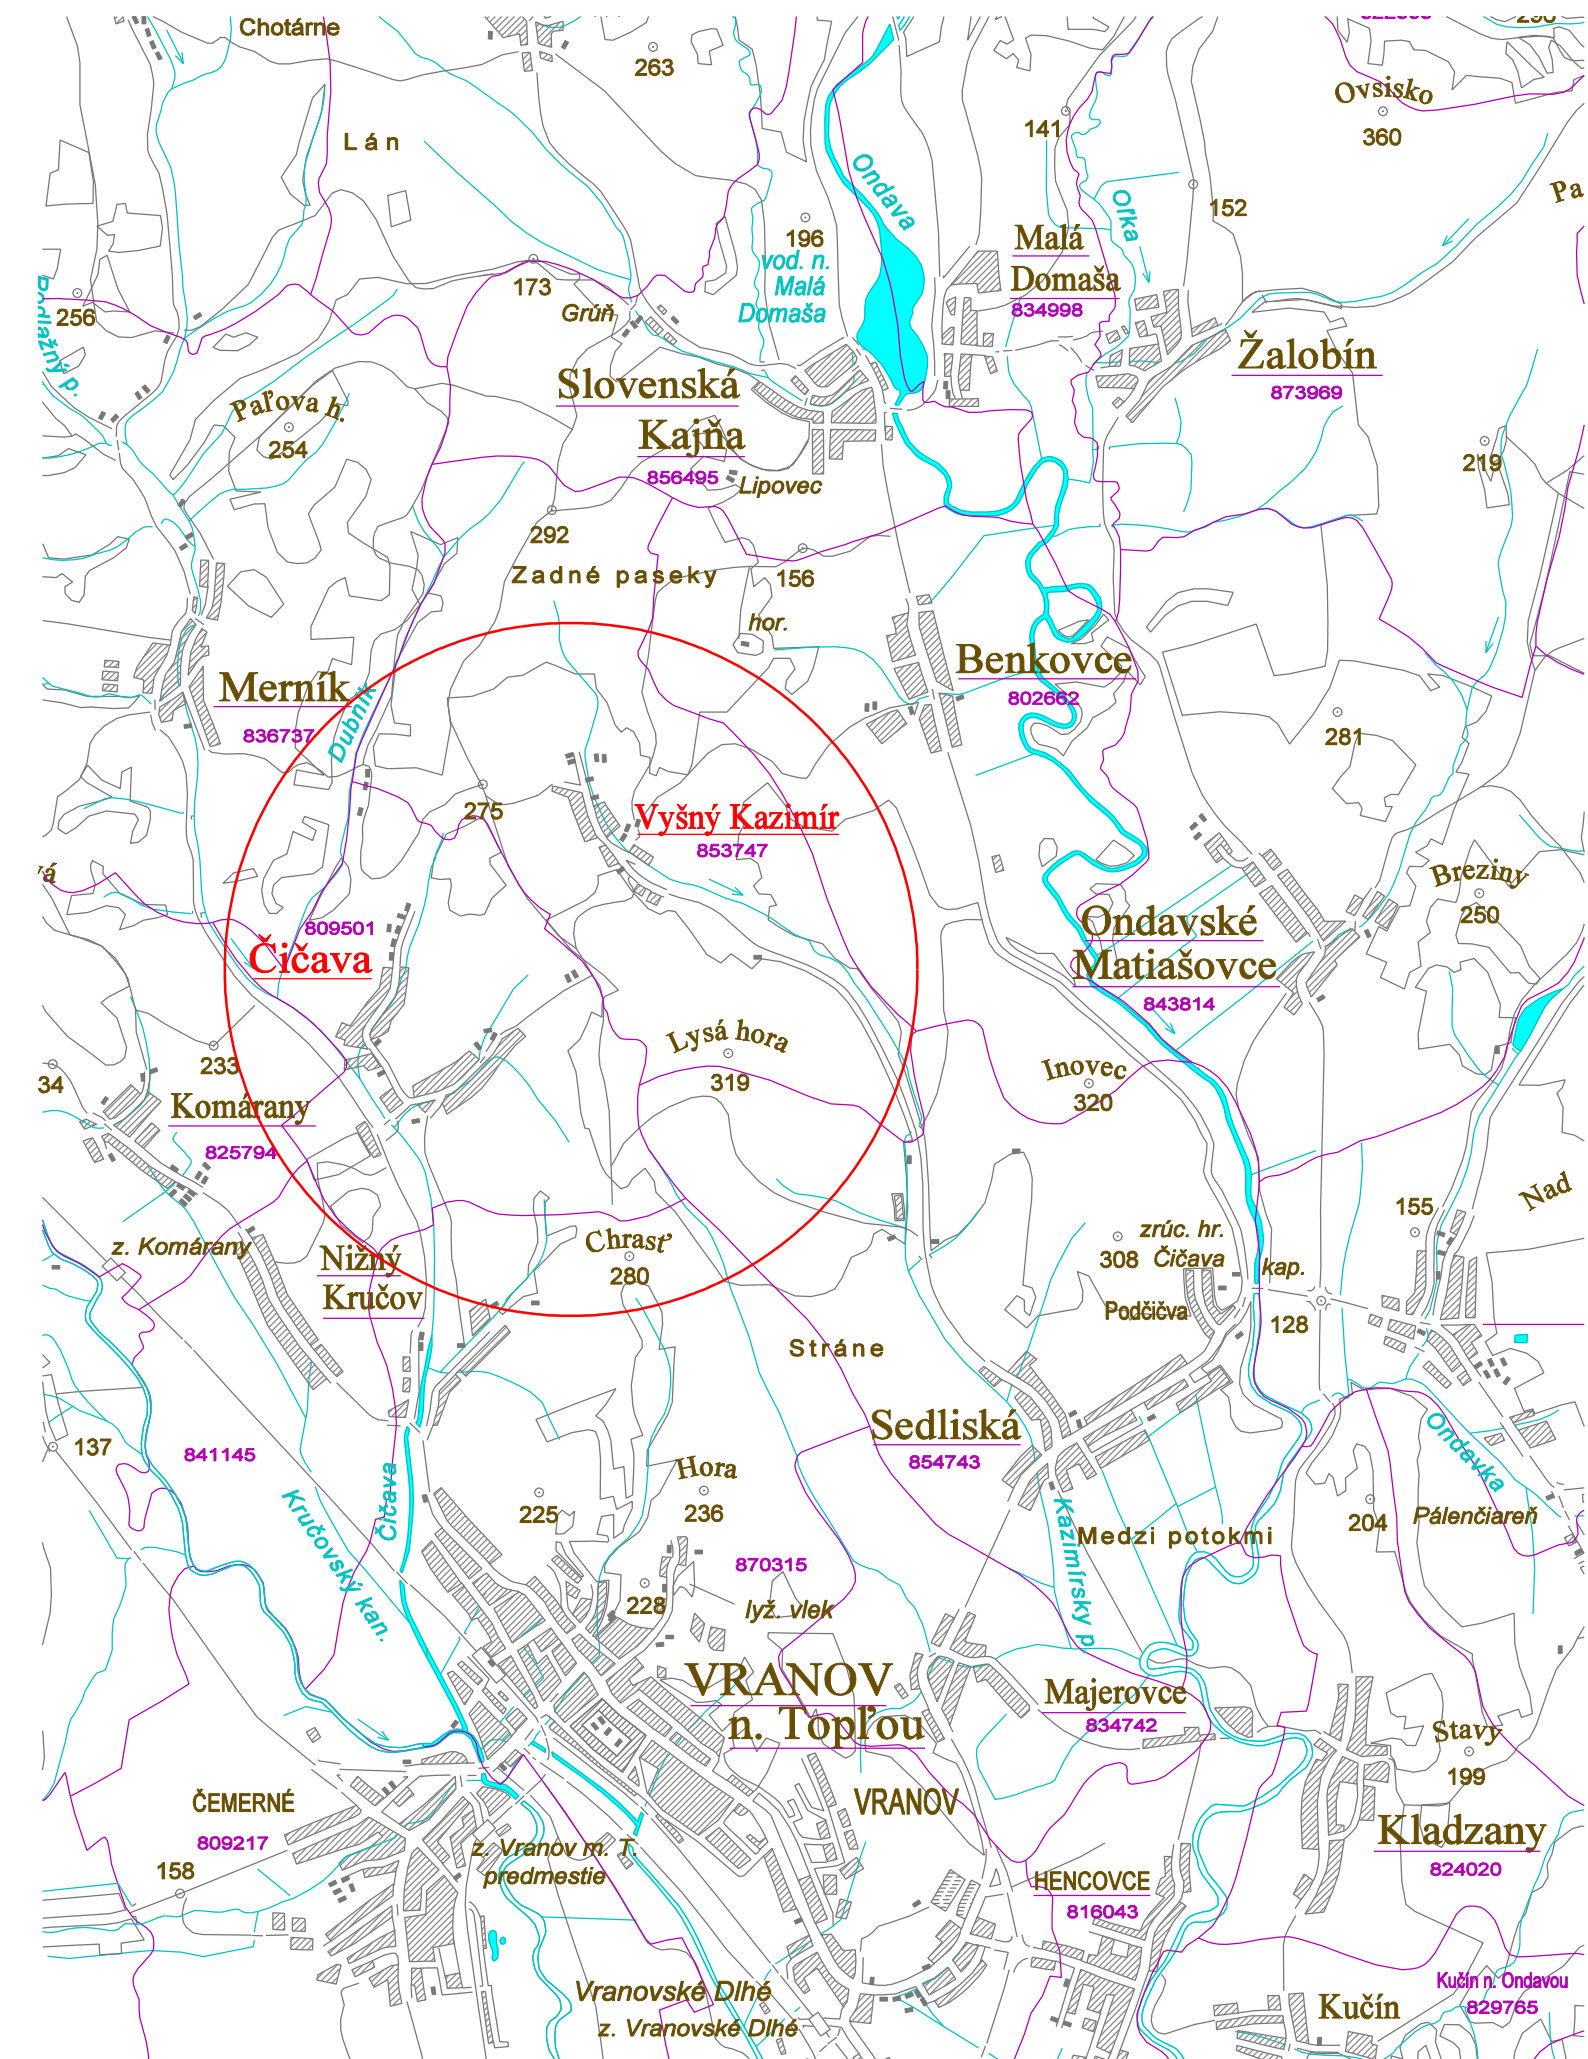 Chotárne
263
Lán
141
Ovsisko
360
Ondava
Oľka
152
Pa
196
vod. n.
Malá
Domaša
Malá
Domaša
834998
173
Grúň
256
Žalobín
873969
Slovenská
Kajňa
856495
Lipovec
Paľova h.
254
219
292
Zadné paseky
156
hor.
Benkovce
802662
Merník
836737
Dubník
281
275
Vyšný Kazimír
853747
Breziny
250
809501
Čičava
Ondavské
Matiašovce
843814
Lysá hora
319
233
34
Inovec
320
Komárany
825794
Nad
155
z. Komárany
Nižný
Kručov
Chrasť
280
zrúc. hr.
308
Čičava
kap.
Podčičva
128
Stráne
137
841145
Sedliská
854743
Ondavka
Hora
236
225
Kručovský kan.
Čičava
204
Pálenčiareň
Medzi potokmi
Kazimírsky p
870315
228
lyž. vlek
VRANOV
n. Topľou
Majerovce
834742
Stavy
199
ČEMERNÉ
809217
VRANOV
Kladzany
824020
z. Vranov m. T.
predmestie
158
HENCOVCE
816043
Vranovské Dlhé
z. Vranovské Dlhé
Kučín n. Ondavou
829765
Kučín